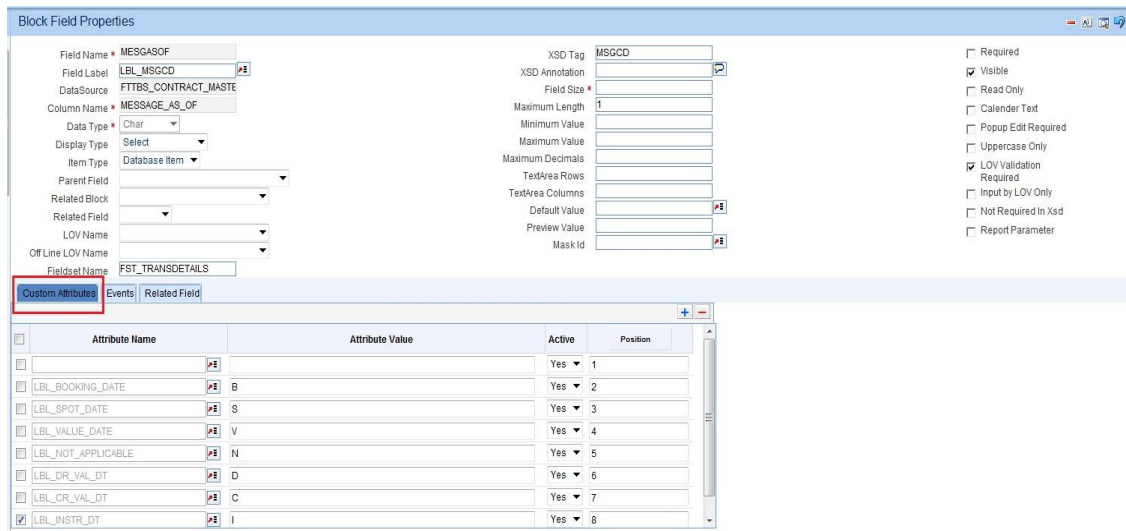 Block Field Properties
Field Name * MESGASOF
Field Label LBL_MSGCD
DataSource FTTBS_CONTRACT_MASTE
Column Name * MESSAGE_AS_OF
Data Type * Char
Display Type Select
Item Type Database Item
Parent Field
Related Block
Related Field
LOV Name
Off Line LOV Name
Fieldset Name FST_TRANSDETAILS
XSD Tag MSGCD
XSD Annotation
Field Size *
Maximum Length 1
Minimum Value
Maximum Value
Maximum Decimals
TextArea Rows
TextArea Columns
Default Value
Preview Value
Mask Id
Required
Visible
Read Only
Calender Text
Popup Edit Required
Uppercase Only
LOV Validation
Required
Input by LOV Only
Not Required In Xsd
Report Parameter
Custom Attributes Events Related Field
Attribute Name Attribute Value Active Position
Yes 1
LBL_BOOKING_DATE B Yes 2
LBL_SPOT_DATE S Yes 3
LBL_VALUE_DATE V Yes 4
LBL_NOT_APPLICABLE N Yes 5
LBL_DR_VAL_DT D Yes 6
LBL_CR_VAL_DT C Yes 7
LBL_INSTR_DT I Yes 8